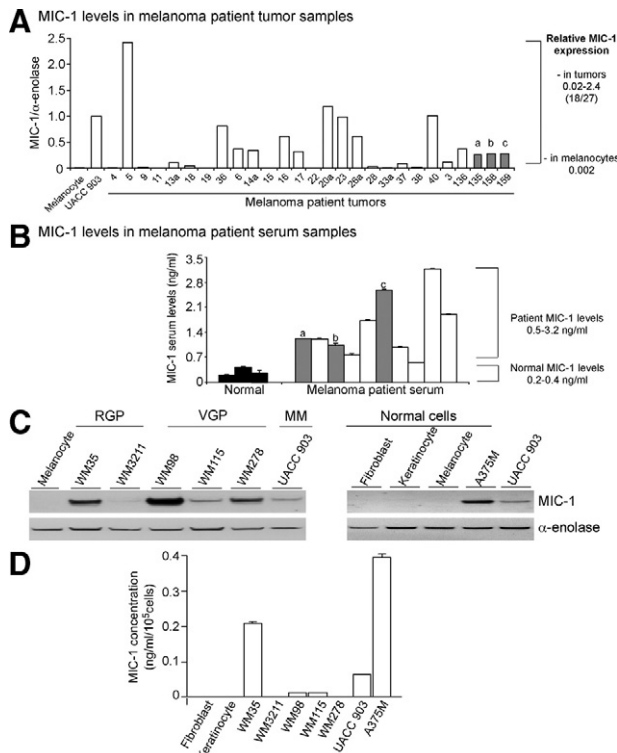 A MIC-1 levels in melanoma patient tumor samples
MIC-1/α-enolase
2.5
2.0
1.5
1.0
0.5
0
a b c
Melanocyte UACC 903 4 5 9 11 13a 18 19 36 6 14a 15 16 17 22 20a 23 26a 28 33a 37 38 40 3 136 135 158 159
Melanoma patient tumors
Relative MIC-1
expression
- in tumors
0.02-2.4
(18/27)
- in melanocytes
0.002
B MIC-1 levels in melanoma patient serum samples
MIC-1 serum levels (ng/ml)
3.5
2.8
2.1
1.4
0.7
0
a b c
Normal Melanoma patient serum
Patient MIC-1 levels
0.5-3.2 ng/ml
Normal MIC-1 levels
0.2-0.4 ng/ml
C RGP VGP MM Normal cells
Melanocyte WM35 WM3211 WM98 WM115 WM278 UACC 903 Fibroblast Keratinocyte Melanocyte A375M UACC 903
MIC-1
α-enolase
D
MIC-1 concentration
(ng/ml/10⁵cells)
0.4
0.3
0.2
0.1
0
Fibroblast Keratinocyte WM35 WM3211 WM98 WM115 WM278 UACC 903 A375M